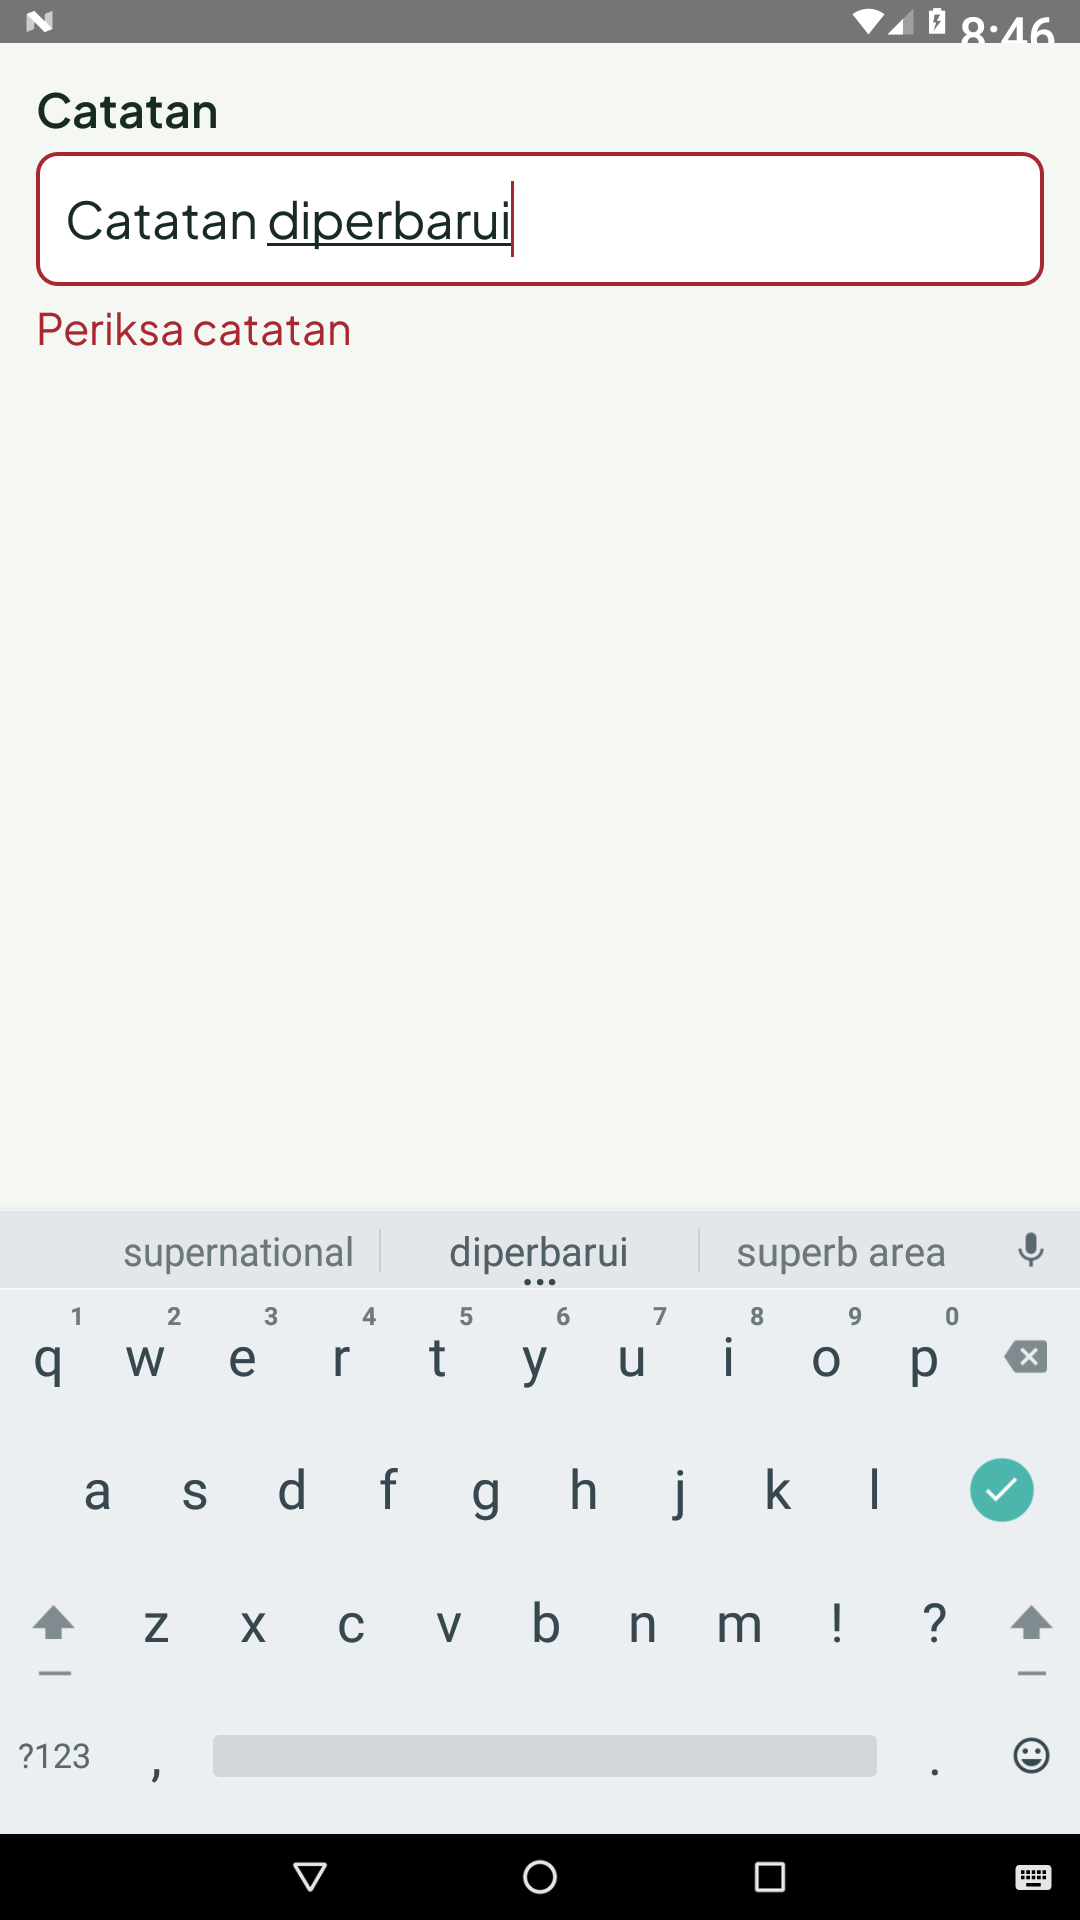 8:46
Catatan
Catatan diperbarui
Periksa catatan
supernational diperbarui superb area
1 2 3 4 5 6 7 8 9 0
q w e r t y u i o p
a s d f g h j k l
z x c v b n m ! ?
?123 , .